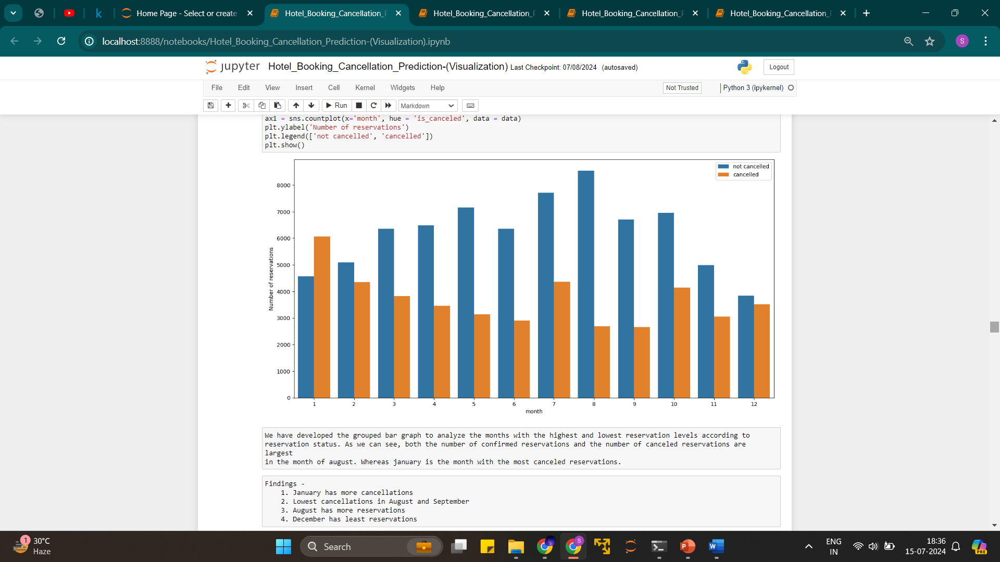 Home Page - Select or create
Hotel_Booking_Cancellation_P
Hotel_Booking_Cancellation_P
Hotel_Booking_Cancellation_P
Hotel_Booking_Cancellation_P
localhost:8888/notebooks/Hotel_Booking_Cancellation_Prediction-(Visualization).ipynb
S
jupyter Hotel_Booking_Cancellation_Prediction-(Visualization) Last Checkpoint: 07/08/2024 (autosaved)
Logout
File Edit View Insert Cell Kernel Widgets Help
Not Trusted Python 3 (ipykernel)
Run Markdown
ax1 = sns.countplot(x='month', hue = 'is_canceled', data = data)
plt.ylabel('Number of reservations')
plt.legend(['not cancelled', 'cancelled'])
plt.show()
not cancelled
cancelled
8000
7000
6000
5000
4000
3000
2000
1000
0
Number of reservations
1 2 3 4 5 6 7 8 9 10 11 12
month
We have developed the grouped bar graph to analyze the months with the highest and lowest reservation levels according to
reservation status. As we can see, both the number of confirmed reservations and the number of canceled reservations are
largest
in the month of august. Whereas january is the month with the most canceled reservations.
Findings -
1. January has more cancellations
2. Lowest cancellations in August and September
3. August has more reservations
4. December has least reservations
1
30°C
Haze
Search
S
P
W
ENG
IN
18:36
15-07-2024
PRE